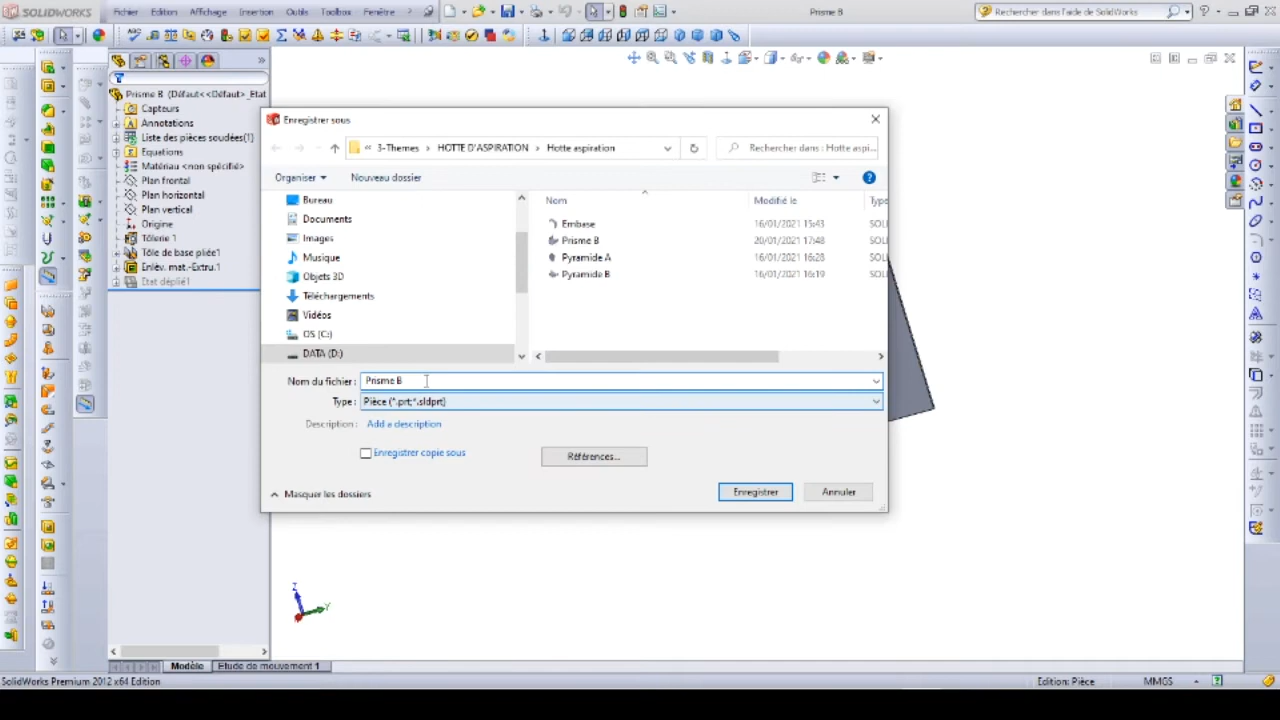 SOLIDWORKS
Fichier Edition Affichage Insertion Outils Toolbox Fenêtre ?
Prisme B
Rechercher dans l'aide de SolidWorks
Prisme B (Défaut<<Défaut>_Etat
Capteurs
Annotations
Liste des pièces soudées(1)
Equations
Matériau <non spécifié>
Plan frontal
Plan horizontal
Plan vertical
Origine
Tôlerie 1
Tôle de base pliée1
Enlèv. mat.-Extru.1
Etat déplié1
Enregistrer sous
« 3-Themes › HOTTE D'ASPIRATION › Hotte aspiration
Rechercher dans : Hotte aspi...
Organiser
Nouveau dossier
Bureau
Documents
Images
Musique
Objets 3D
Téléchargements
Vidéos
OS (C:)
DATA (D:)
Nom Modifié le Type
Embase 16/01/2021 15:43 SOLI
Prisme B 20/01/2021 17:48 SOLI
Pyramide A 16/01/2021 16:28 SOLI
Pyramide B 16/01/2021 16:19 SOLI
Nom du fichier : Prisme B
Type : Pièce (*.prt;*.sldprt)
Description : Add a description
Enregistrer copie sous
Références...
Masquer les dossiers
Enregistrer
Annuler
Z
Y
Modèle
Etude de mouvement 1
SolidWorks Premium 2012 x64 Edition
Edition: Pièce
MMGS